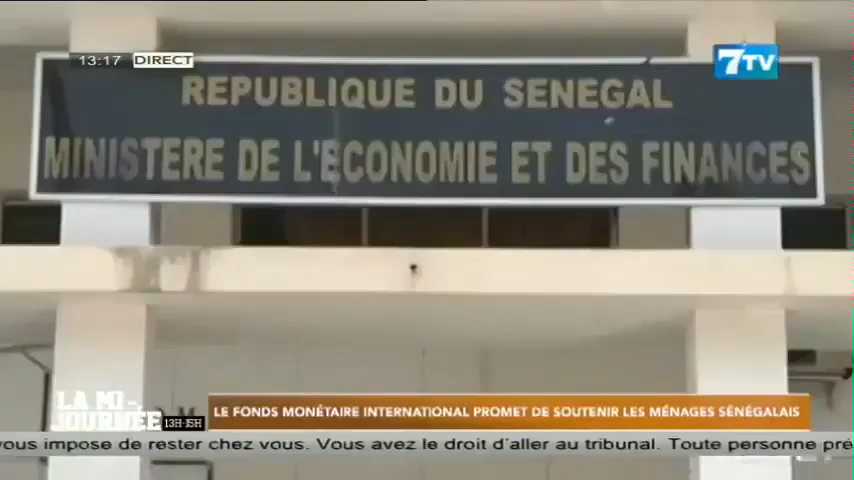 13:17 DIRECT
7TV
REPUBLIQUE DU SENEGAL
MINISTERE DE L'ECONOMIE ET DES FINANCES
LA MI-
JOURNÉE
13H-15H
LE FONDS MONÉTAIRE INTERNATIONAL PROMET DE SOUTENIR LES MÉNAGES SÉNÉGALAIS
vous impose de rester chez vous. Vous avez le droit d'aller au tribunal. Toute personne pré